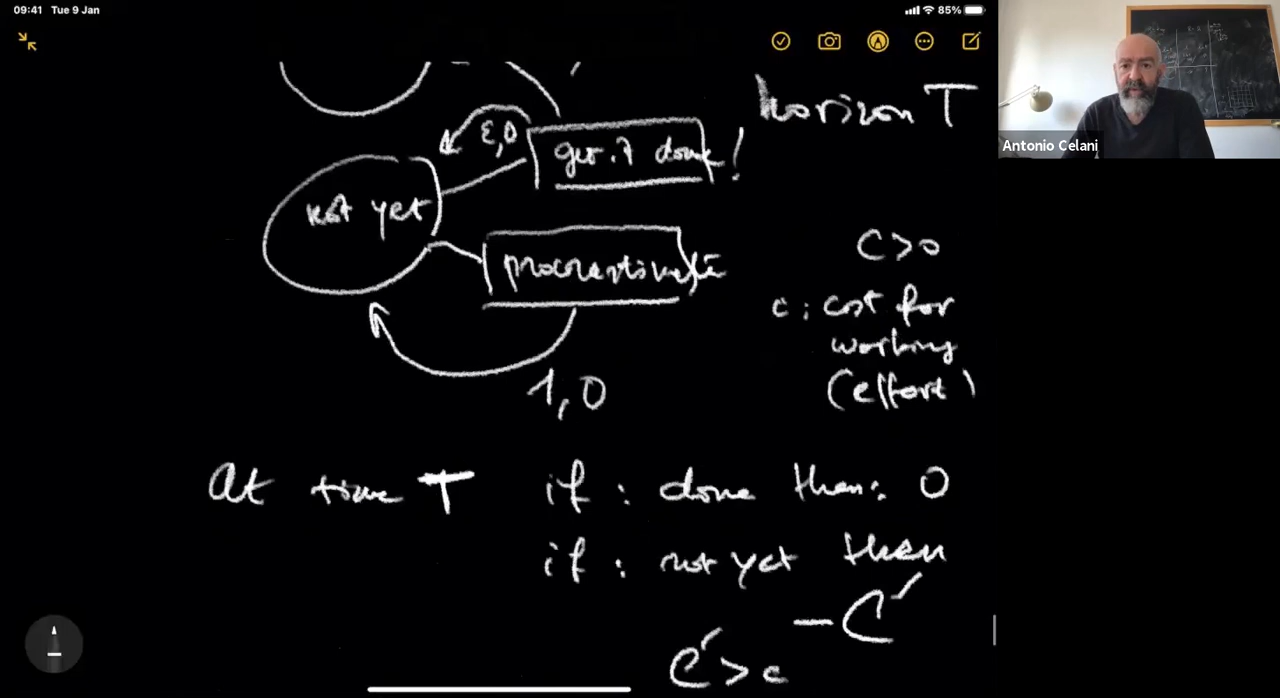 09:41 Tue 9 Jan
85%
Antonio Celani
horizon T
ε,0
get it done!
not yet
procrastinate
1,0
C>0
c: cost for
working
(effort)
At time T if: done then: 0
if: not yet then
-C'
C'>c